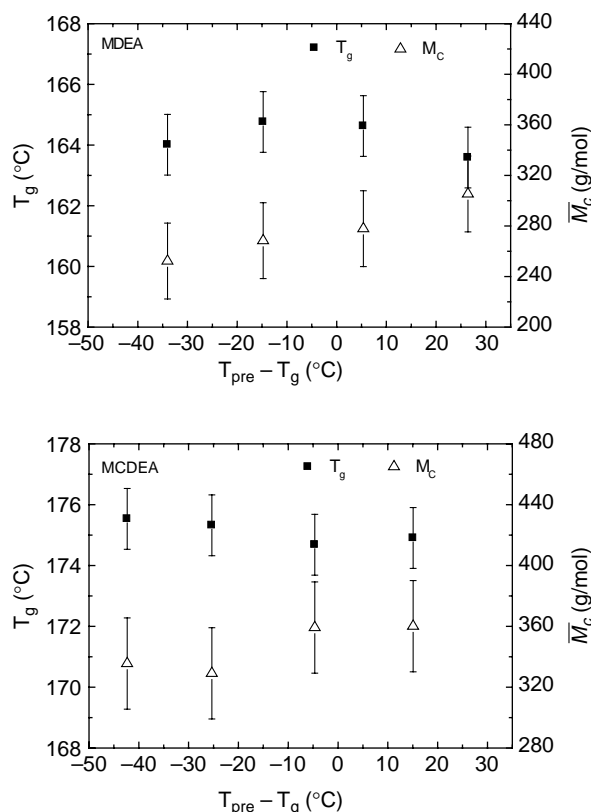 168
440
MDEA
T_g
M_C
166
400
164
360
T_g (°C)
320
162
280
M̅_c (g/mol)
160
240
158
200
–50 –40 –30 –20 –10 0 10 20 30
T_pre – T_g (°C)
178
480
MCDEA
T_g
M_C
176
440
174
400
T_g (°C)
172
360
M̅_c (g/mol)
170
320
168
280
–50 –40 –30 –20 –10 0 10 20 30
T_pre – T_g (°C)